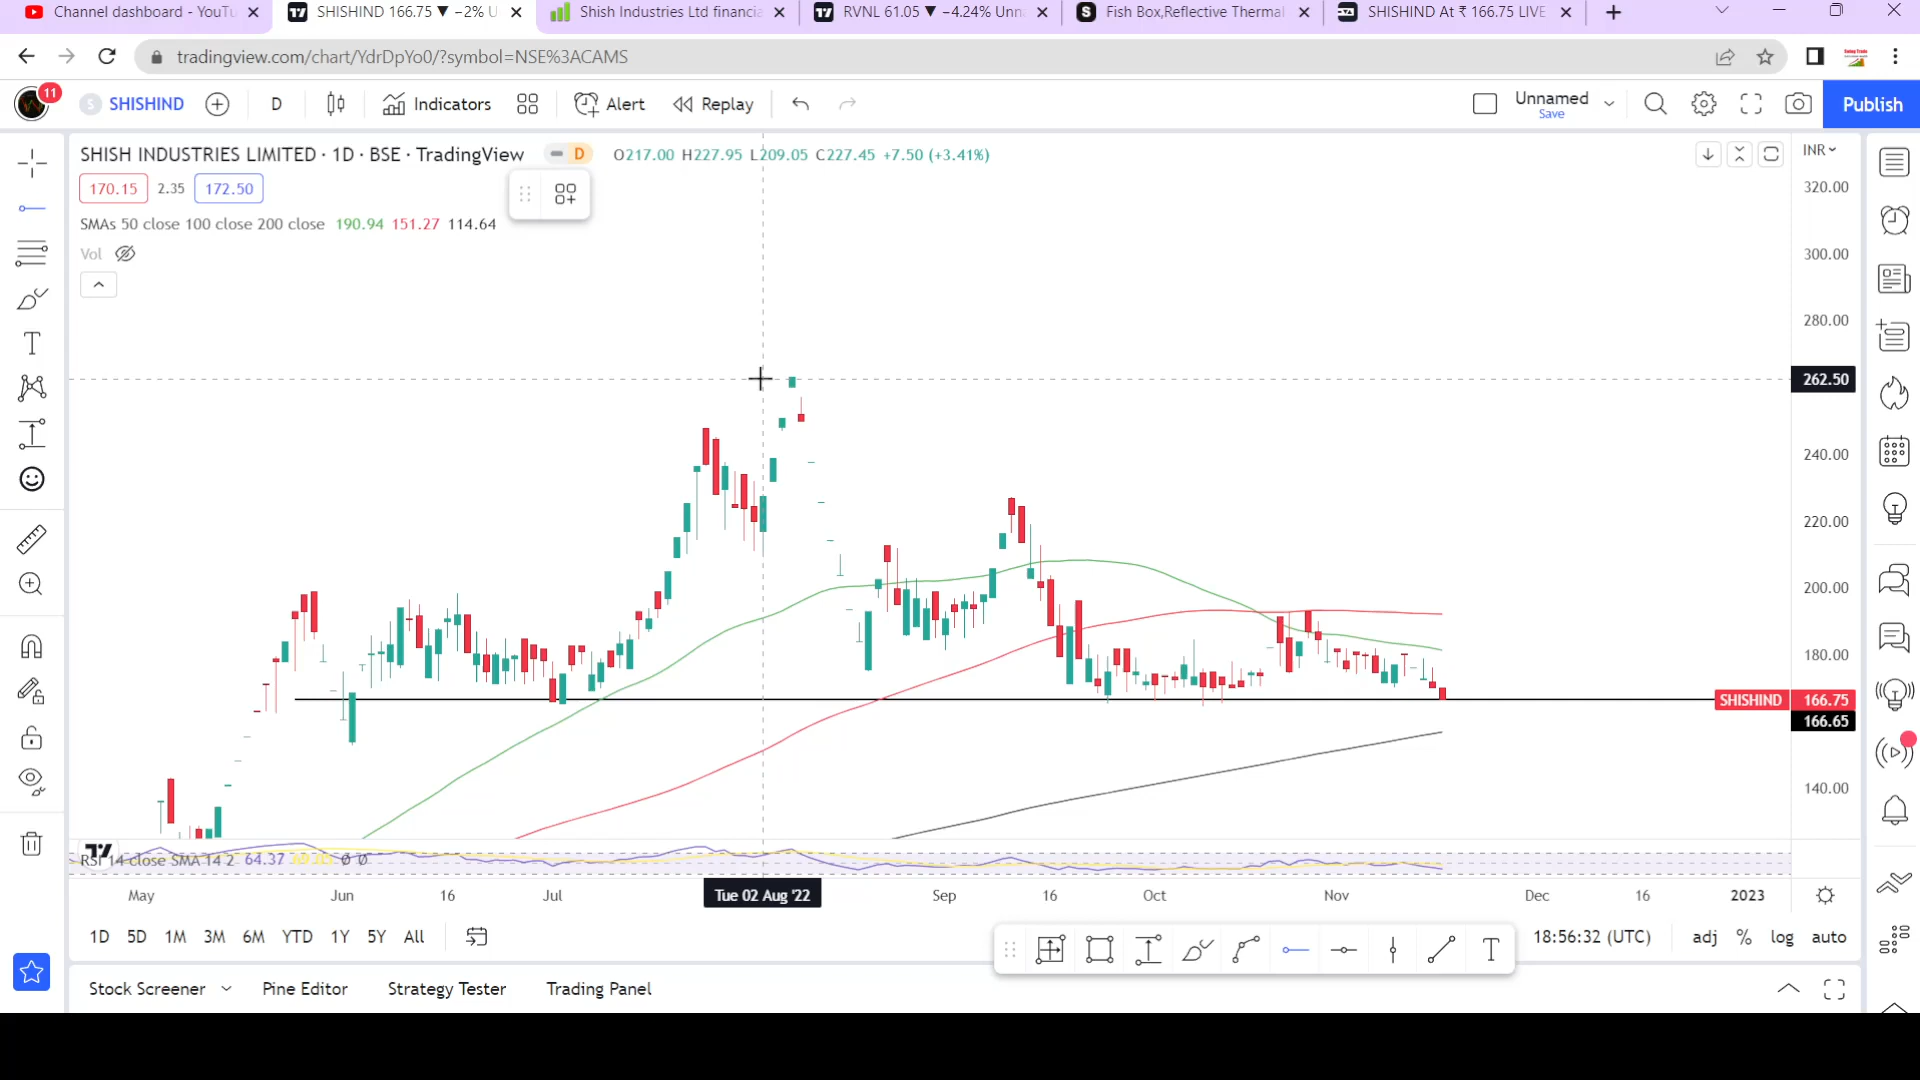 Channel dashboard - YouTu
SHISHIND 166.75 ▼ −2% U
Shish Industries Ltd financia
RVNL 61.05 ▼ −4.24% Unna
Fish Box,Reflective Thermal
SHISHIND At ₹ 166.75 LIVE
tradingview.com/chart/YdrDpYo0/?symbol=NSE%3ACAMS
11
S SHISHIND D Indicators Alert Replay Unnamed Publish
Save
SHISH INDUSTRIES LIMITED · 1D · BSE · TradingView D O217.00 H227.95 L209.05 C227.45 +7.50 (+3.41%)
INR
170.15 2.35 172.50
SMAs 50 close 100 close 200 close 190.94 151.27 114.64
Vol
320.00
300.00
280.00
262.50
240.00
220.00
200.00
180.00
SHISHIND 166.75
166.65
140.00
RSI 14 close SMA 14 2 64.37 Ø Ø
May Jun 16 Jul Tue 02 Aug '22 Sep 16 Oct Nov Dec 16 2023
1D 5D 1M 3M 6M YTD 1Y 5Y All
18:56:32 (UTC) adj % log auto
Stock Screener Pine Editor Strategy Tester Trading Panel